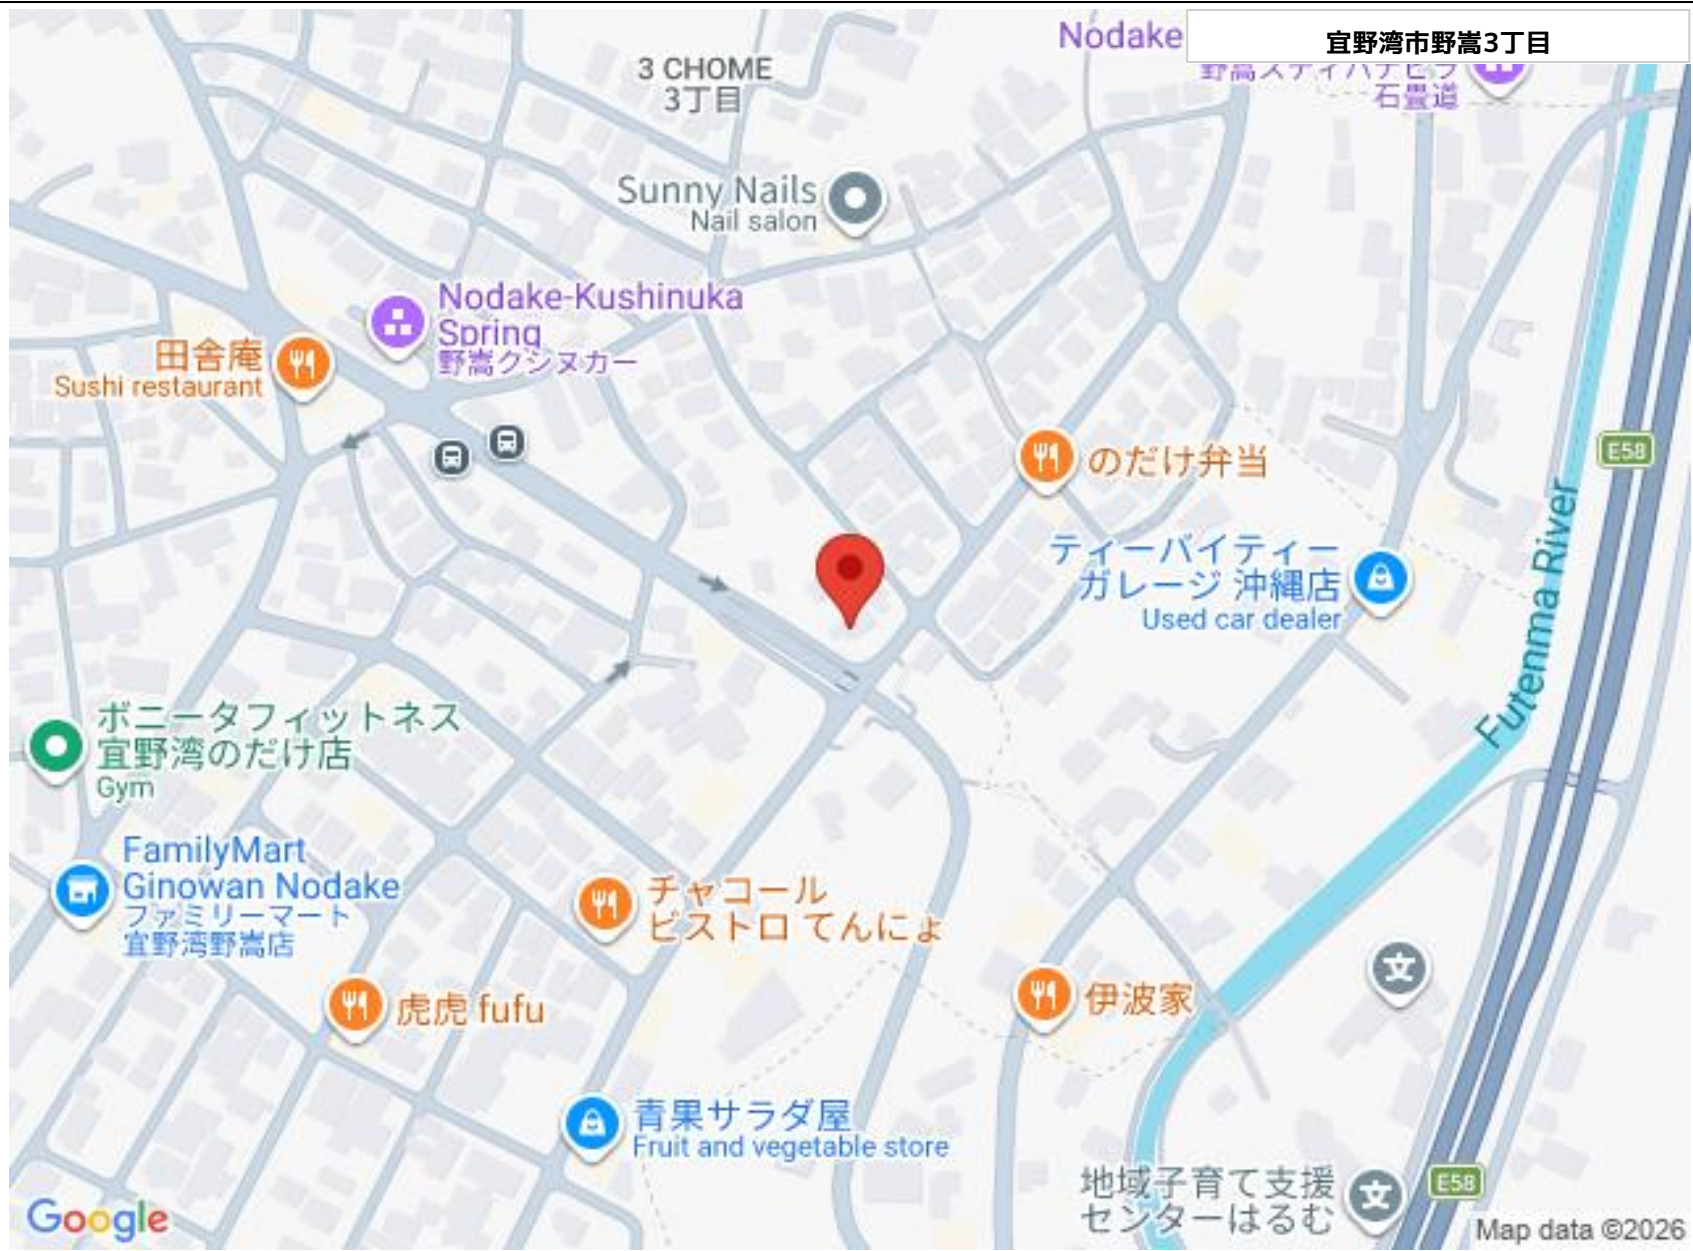 宜野湾市野嵩3丁目
Nodake
石畳道
3 CHOME
3丁目
Sunny Nails
Nail salon
Nodake-Kushinuka
Spring
野嵩クシヌカー
田舎庵
Sushi restaurant
のだけ弁当
E58
ティーバイティー
ガレージ 沖縄店
Used car dealer
Futenma River
ボニータフィットネス
宜野湾のだけ店
Gym
FamilyMart
Ginowan Nodake
ファミリーマート
宜野湾野嵩店
チャコール
ビストロ てんにょ
虎虎 fufu
伊波家
文
青果サラダ屋
Fruit and vegetable store
地域子育て支援
センターはるむ
文
E58
Google
Map data ©2026